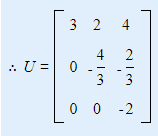 ∴ U = [ 3 2 4
0 -4/3 -2/3
0 0 -2 ]